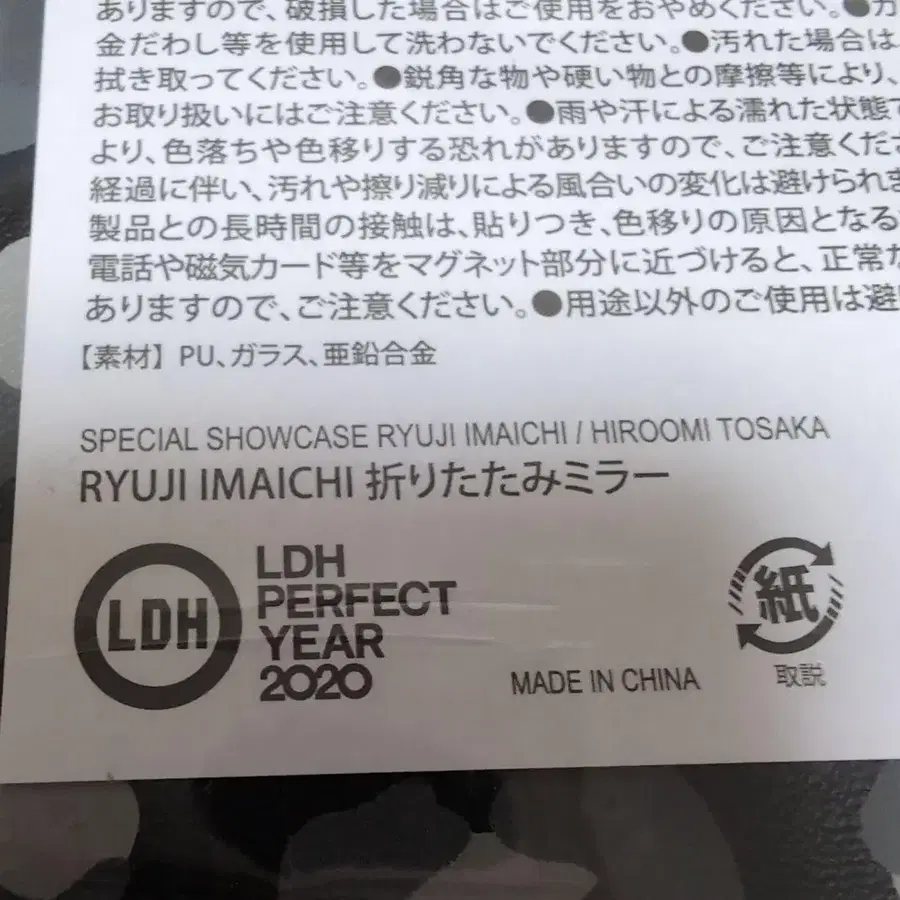 ありますので、破損した場合はご使用をおやめください。●カ
金だわし等を使用して洗わないでください。●汚れた場合は
拭き取ってください。●鋭角な物や硬い物との摩擦等により、
お取り扱いにはご注意ください。●雨や汗による濡れた状態で
より、色落ちや色移りする恐れがありますので、ご注意くださ
経過に伴い、汚れや擦り減りによる風合いの変化は避けられま
製品との長時間の接触は、貼りつき、色移りの原因となる
電話や磁気カード等をマグネット部分に近づけると、正常な
ありますので、ご注意ください。●用途以外のご使用は避
【素材】 PU、ガラス、亜鉛合金
SPECIAL SHOWCASE RYUJI IMAICHI / HIROOMI TOSAKA
RYUJI IMAICHI 折りたたみミラー
LDH
LDH
PERFECT
YEAR
2020
MADE IN CHINA
紙
取説